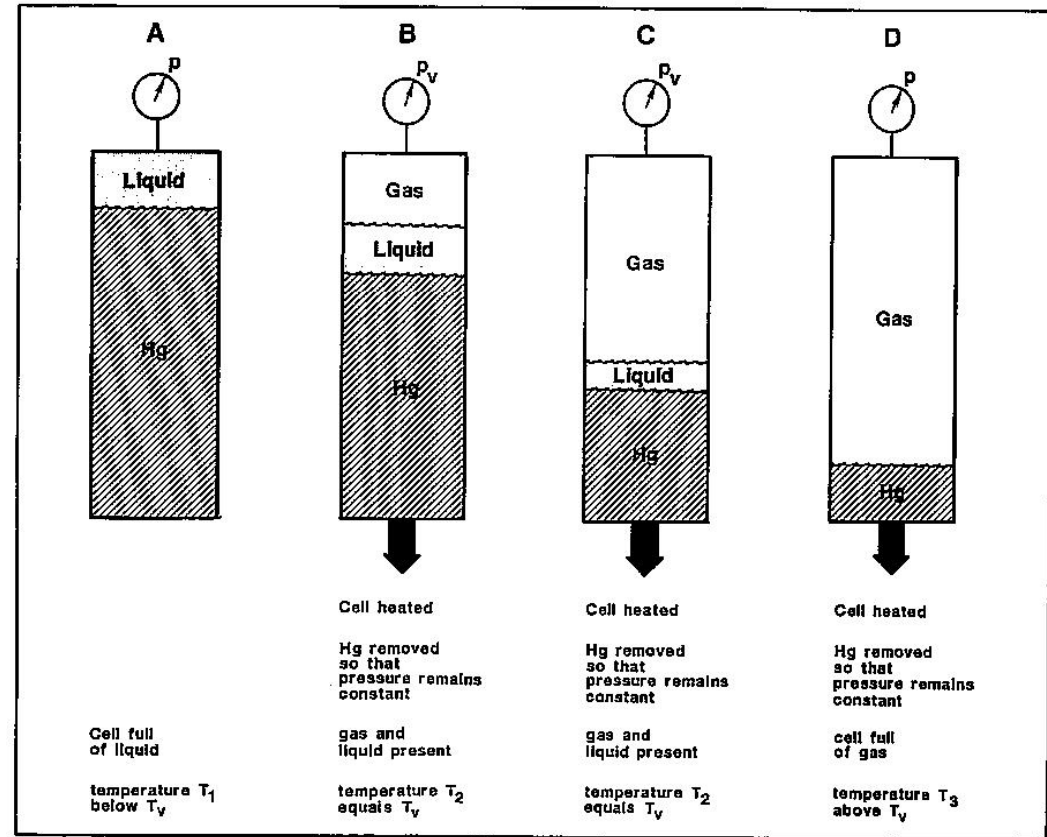 A
B
C
D
p
pv
pv
p
Liquid
Hg
Gas
Liquid
Hg
Gas
Liquid
Hg
Gas
Hg
Cell full
of liquid
temperature T1
below Tv
Cell heated
Hg removed
so that
pressure remains
constant
gas and
liquid present
temperature T2
equals Tv
Cell heated
Hg removed
so that
pressure remains
constant
gas and
liquid present
temperature T2
equals Tv
Cell heated
Hg removed
so that
pressure remains
constant
cell full
of gas
temperature T3
above Tv